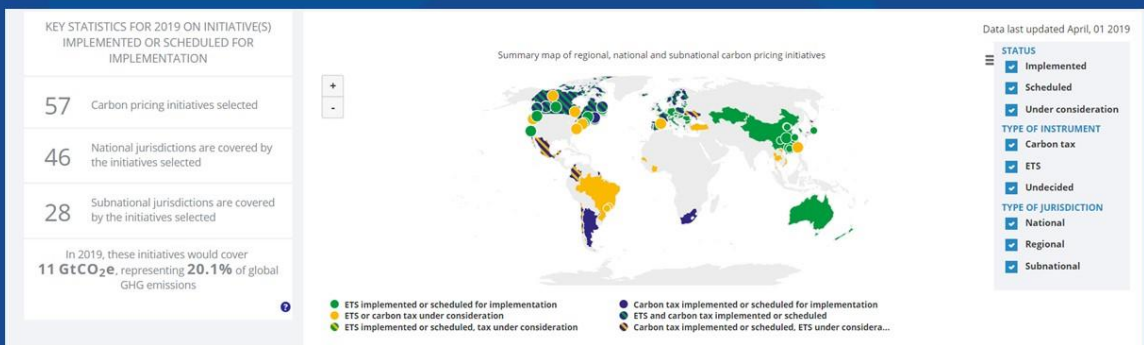 KEY STATISTICS FOR 2019 ON INITIATIVE(S)
IMPLEMENTED OR SCHEDULED FOR
IMPLEMENTATION
57 Carbon pricing initiatives selected
46 National jurisdictions are covered by
the initiatives selected
28 Subnational jurisdictions are covered
by the initiatives selected
In 2019, these initiatives would cover
11 GtCO₂e, representing 20.1% of global
GHG emissions
?
Summary map of regional, national and subnational carbon pricing initiatives
+
-
ETS implemented or scheduled for implementation
ETS or carbon tax under consideration
ETS implemented or scheduled, tax under consideration
Carbon tax implemented or scheduled for implementation
ETS and carbon tax implemented or scheduled
Carbon tax implemented or scheduled, ETS under considera...
Data last updated April, 01 2019
STATUS
Implemented
Scheduled
Under consideration
TYPE OF INSTRUMENT
Carbon tax
ETS
Undecided
TYPE OF JURISDICTION
National
Regional
Subnational